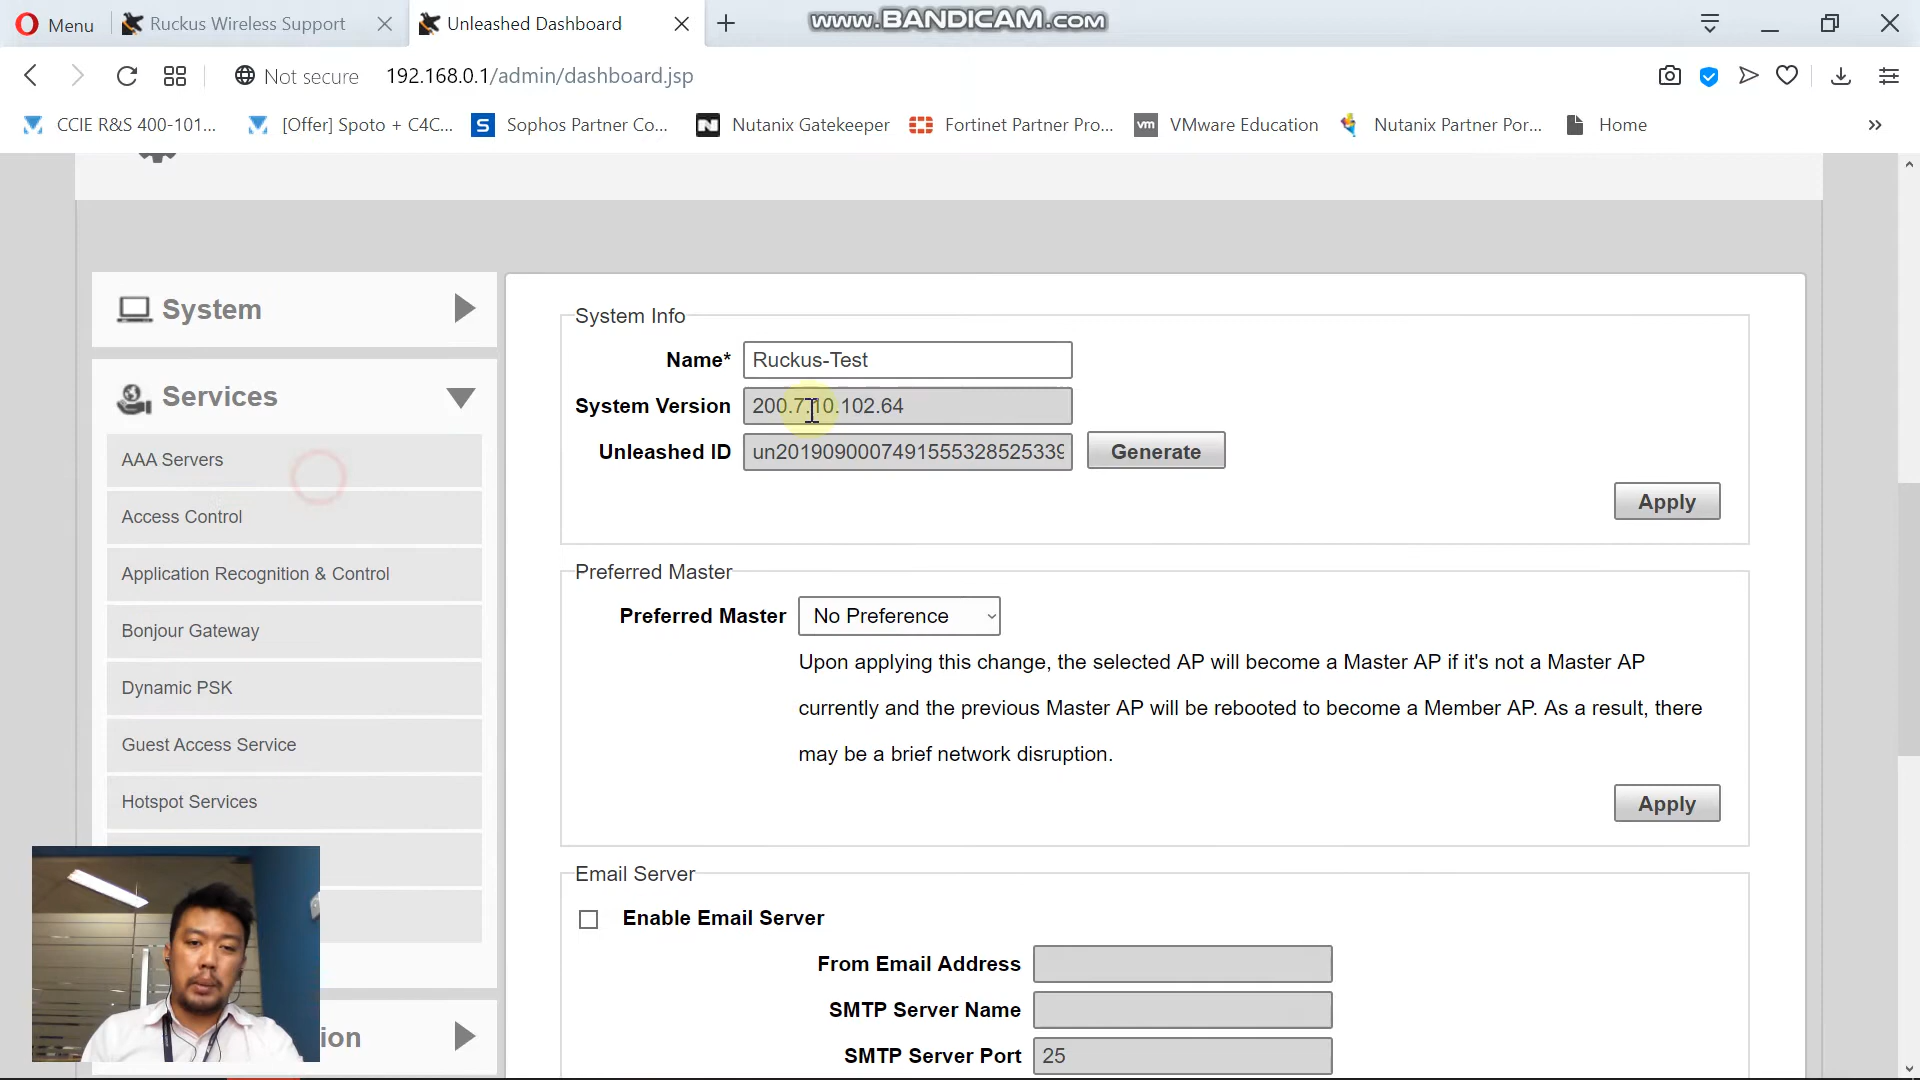 Menu
Ruckus Wireless Support
Unleashed Dashboard
www.BANDICAM.com
Not secure
192.168.0.1/admin/dashboard.jsp
CCIE R&S 400-101...
[Offer] Spoto + C4C...
S
Sophos Partner Co...
N
Nutanix Gatekeeper
Fortinet Partner Pro...
vm
VMware Education
Nutanix Partner Por...
Home
System
Services
AAA Servers
Access Control
Application Recognition & Control
Bonjour Gateway
Dynamic PSK
Guest Access Service
Hotspot Services
ion
System Info
Name* Ruckus-Test
System Version 200.7.10.102.64
Unleashed ID un2019090007491555328525339 Generate
Apply
Preferred Master
Preferred Master No Preference
Upon applying this change, the selected AP will become a Master AP if it's not a Master AP
currently and the previous Master AP will be rebooted to become a Member AP. As a result, there
may be a brief network disruption.
Apply
Email Server
Enable Email Server
From Email Address
SMTP Server Name
SMTP Server Port 25